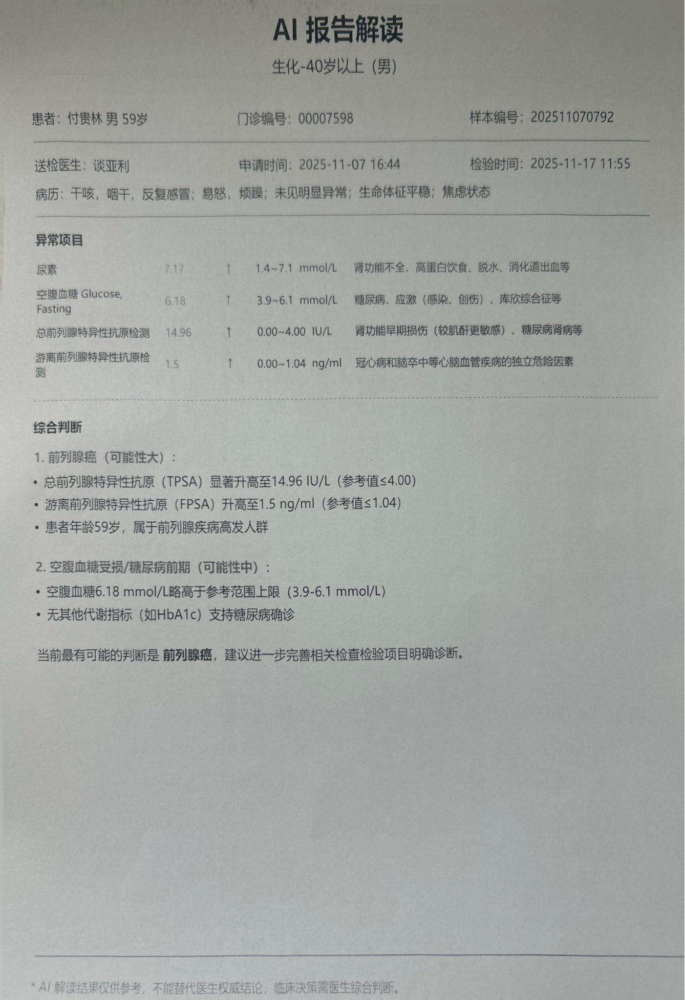 AI 报告解读
生化-40岁以上（男）
患者：付贵林 男 59岁 门诊编号：00007598 样本编号：202511070792
送检医生：谈亚利 申请时间：2025-11-07 16:44 检验时间：2025-11-17 11:55
病历：干咳，咽干，反复感冒；易怒，烦躁；未见明显异常；生命体征平稳；焦虑状态
异常项目
尿素 7.17 ↑ 1.4~7.1 mmol/L 肾功能不全、高蛋白饮食、脱水、消化道出血等
空腹血糖 Glucose,
Fasting 6.18 ↑ 3.9~6.1 mmol/L 糖尿病、应激（感染、创伤）、库欣综合征等
总前列腺特异性抗原检测 14.96 ↑ 0.00~4.00 IU/L 肾功能早期损伤（较肌酐更敏感）、糖尿病肾病等
游离前列腺特异性抗原检
测 1.5 ↑ 0.00~1.04 ng/ml 冠心病和脑卒中等心脑血管疾病的独立危险因素
综合判断
1. 前列腺癌（可能性大）：
• 总前列腺特异性抗原（TPSA）显著升高至14.96 IU/L（参考值≤4.00）
• 游离前列腺特异性抗原（FPSA）升高至1.5 ng/ml（参考值≤1.04）
• 患者年龄59岁，属于前列腺疾病高发人群
2. 空腹血糖受损/糖尿病前期（可能性中）：
• 空腹血糖6.18 mmol/L略高于参考范围上限（3.9-6.1 mmol/L）
• 无其他代谢指标（如HbA1c）支持糖尿病确诊
当前最有可能的判断是 前列腺癌，建议进一步完善相关检查检验项目明确诊断。
* AI 解读结果仅供参考，不能替代医生权威结论，临床决策需医生综合判断。